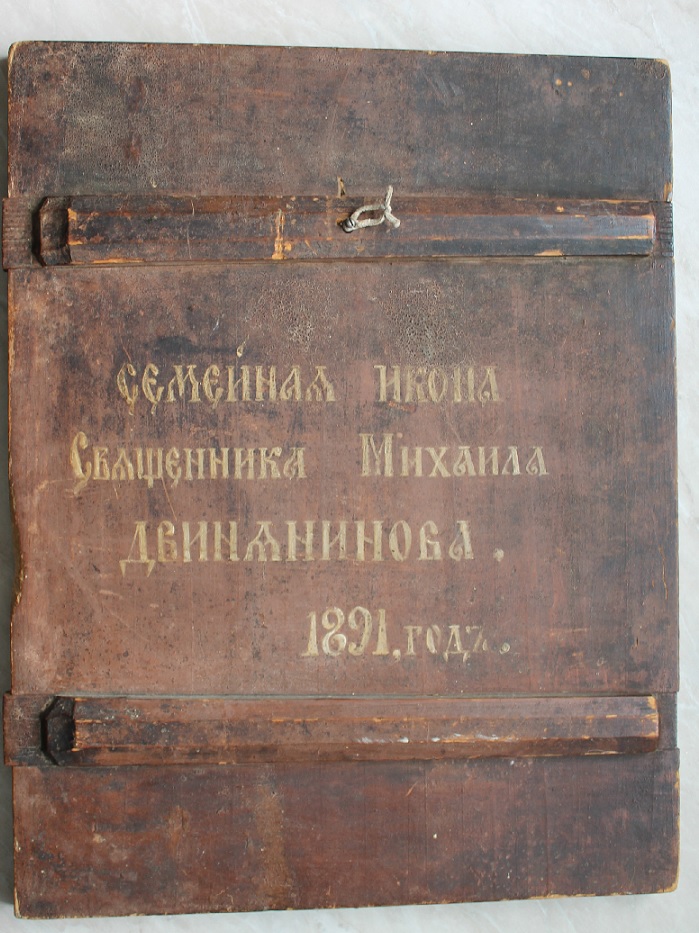 Семейная икона
Священника Михаила
Двинянинова.
1891. годъ.